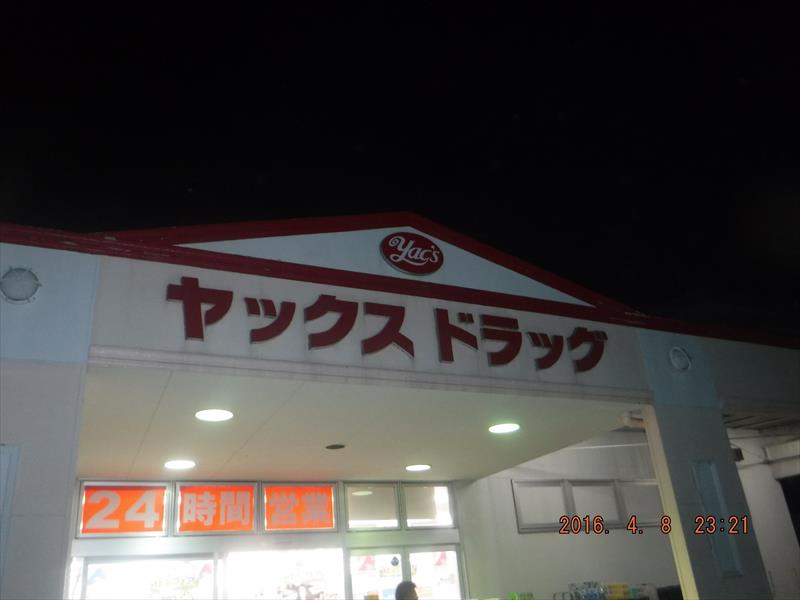 yac's
ヤックスドラッグ
24時間営業
2016. 4. 8 23:21